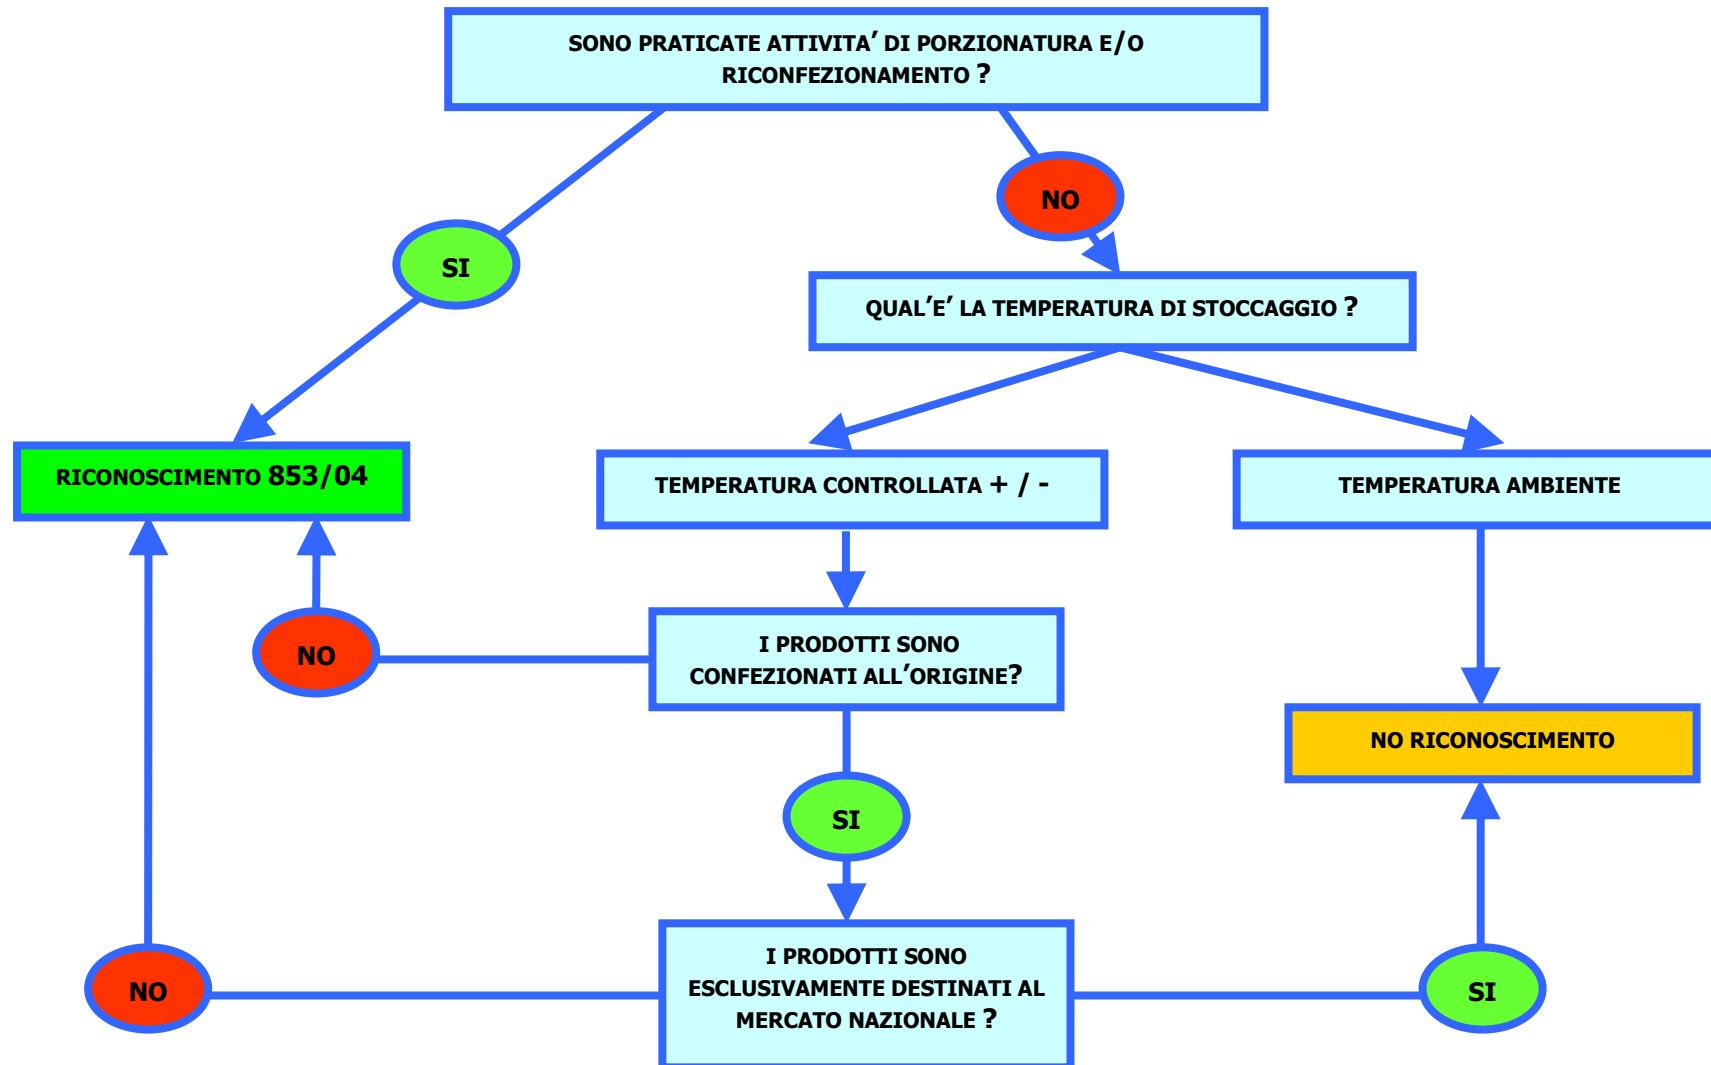 SONO PRATICATE ATTIVITA’ DI PORZIONATURA E/O
RICONFEZIONAMENTO ?
NO
SI
QUAL’E’ LA TEMPERATURA DI STOCCAGGIO ?
RICONOSCIMENTO 853/04
TEMPERATURA CONTROLLATA + / -
TEMPERATURA AMBIENTE
I PRODOTTI SONO
CONFEZIONATI ALL’ORIGINE?
NO
NO RICONOSCIMENTO
SI
I PRODOTTI SONO
ESCLUSIVAMENTE DESTINATI AL
MERCATO NAZIONALE ?
NO
SI